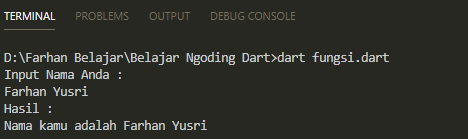 TERMINAL PROBLEMS OUTPUT DEBUG CONSOLE
D:\Farhan Belajar\Belajar Ngoding Dart>dart fungsi.dart
Input Nama Anda :
Farhan Yusri
Hasil :
Nama kamu adalah Farhan Yusri